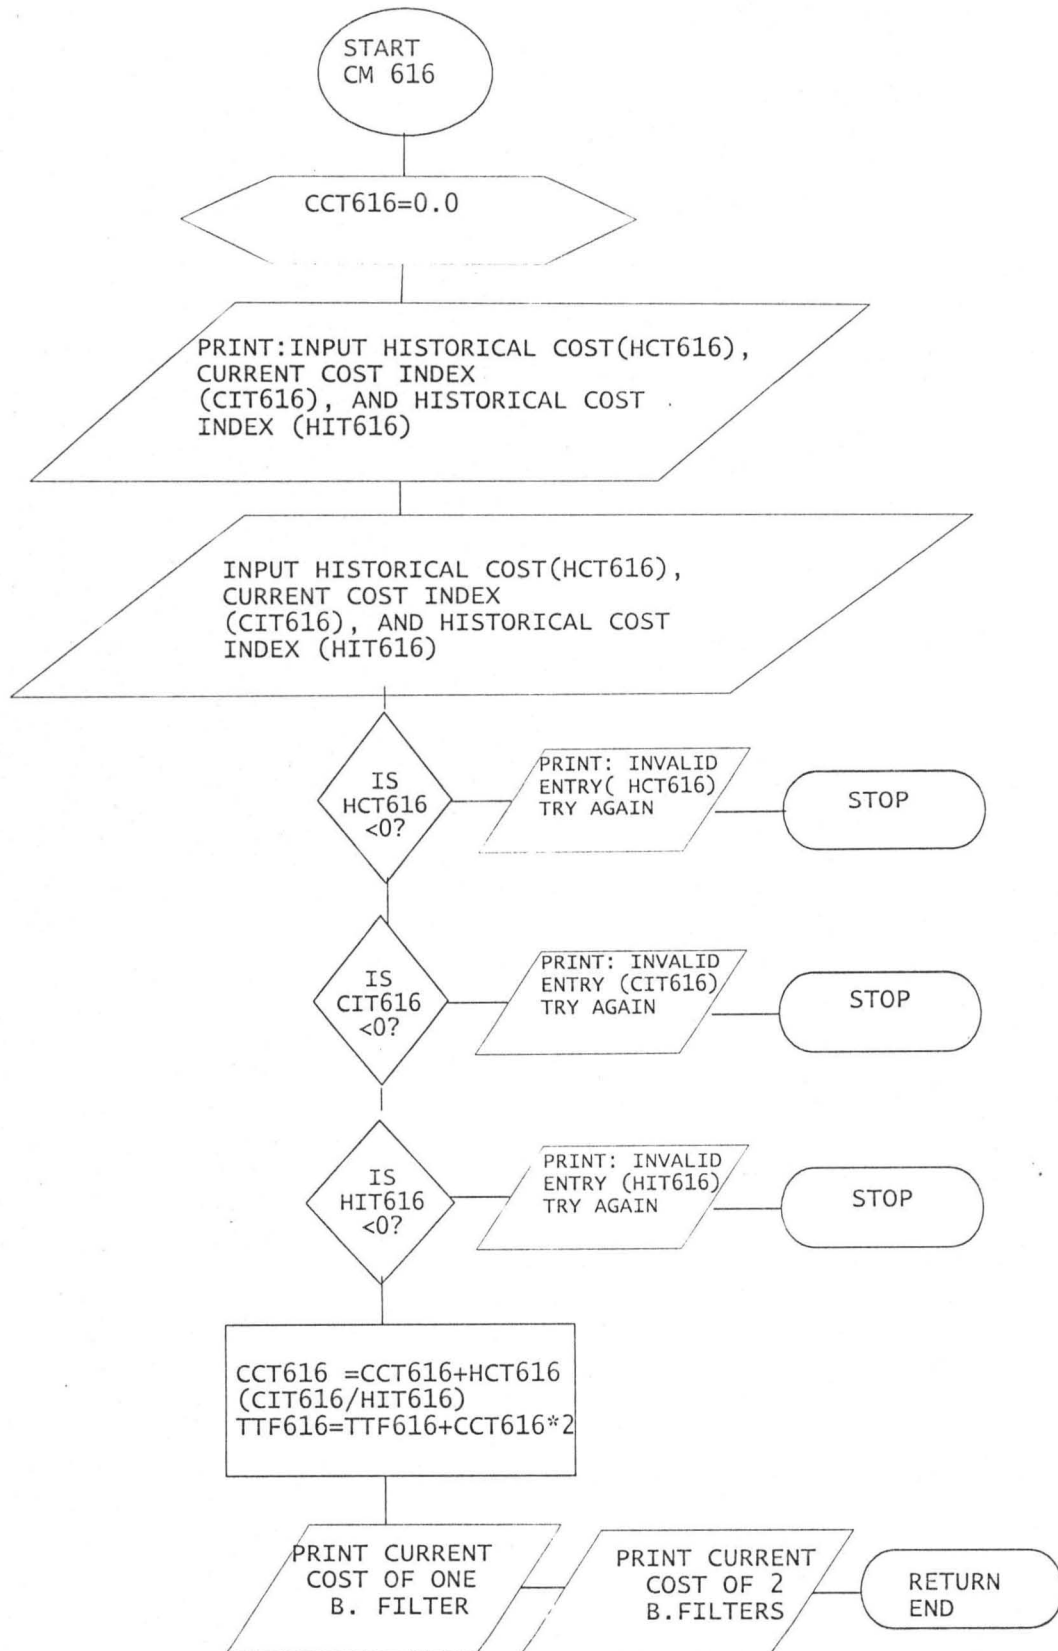 START
CM 616
CCT616=0.0
PRINT:INPUT HISTORICAL COST(HCT616),
CURRENT COST INDEX
(CIT616), AND HISTORICAL COST
INDEX (HIT616)
INPUT HISTORICAL COST(HCT616),
CURRENT COST INDEX
(CIT616), AND HISTORICAL COST
INDEX (HIT616)
IS
HCT616
<0?
PRINT: INVALID
ENTRY( HCT616)
TRY AGAIN
STOP
IS
CIT616
<0?
PRINT: INVALID
ENTRY (CIT616)
TRY AGAIN
STOP
IS
HIT616
<0?
PRINT: INVALID
ENTRY (HIT616)
TRY AGAIN
STOP
CCT616 =CCT616+HCT616
(CIT616/HIT616)
TTF616=TTF616+CCT616*2
PRINT CURRENT
COST OF ONE
B. FILTER
PRINT CURRENT
COST OF 2
B.FILTERS
RETURN
END